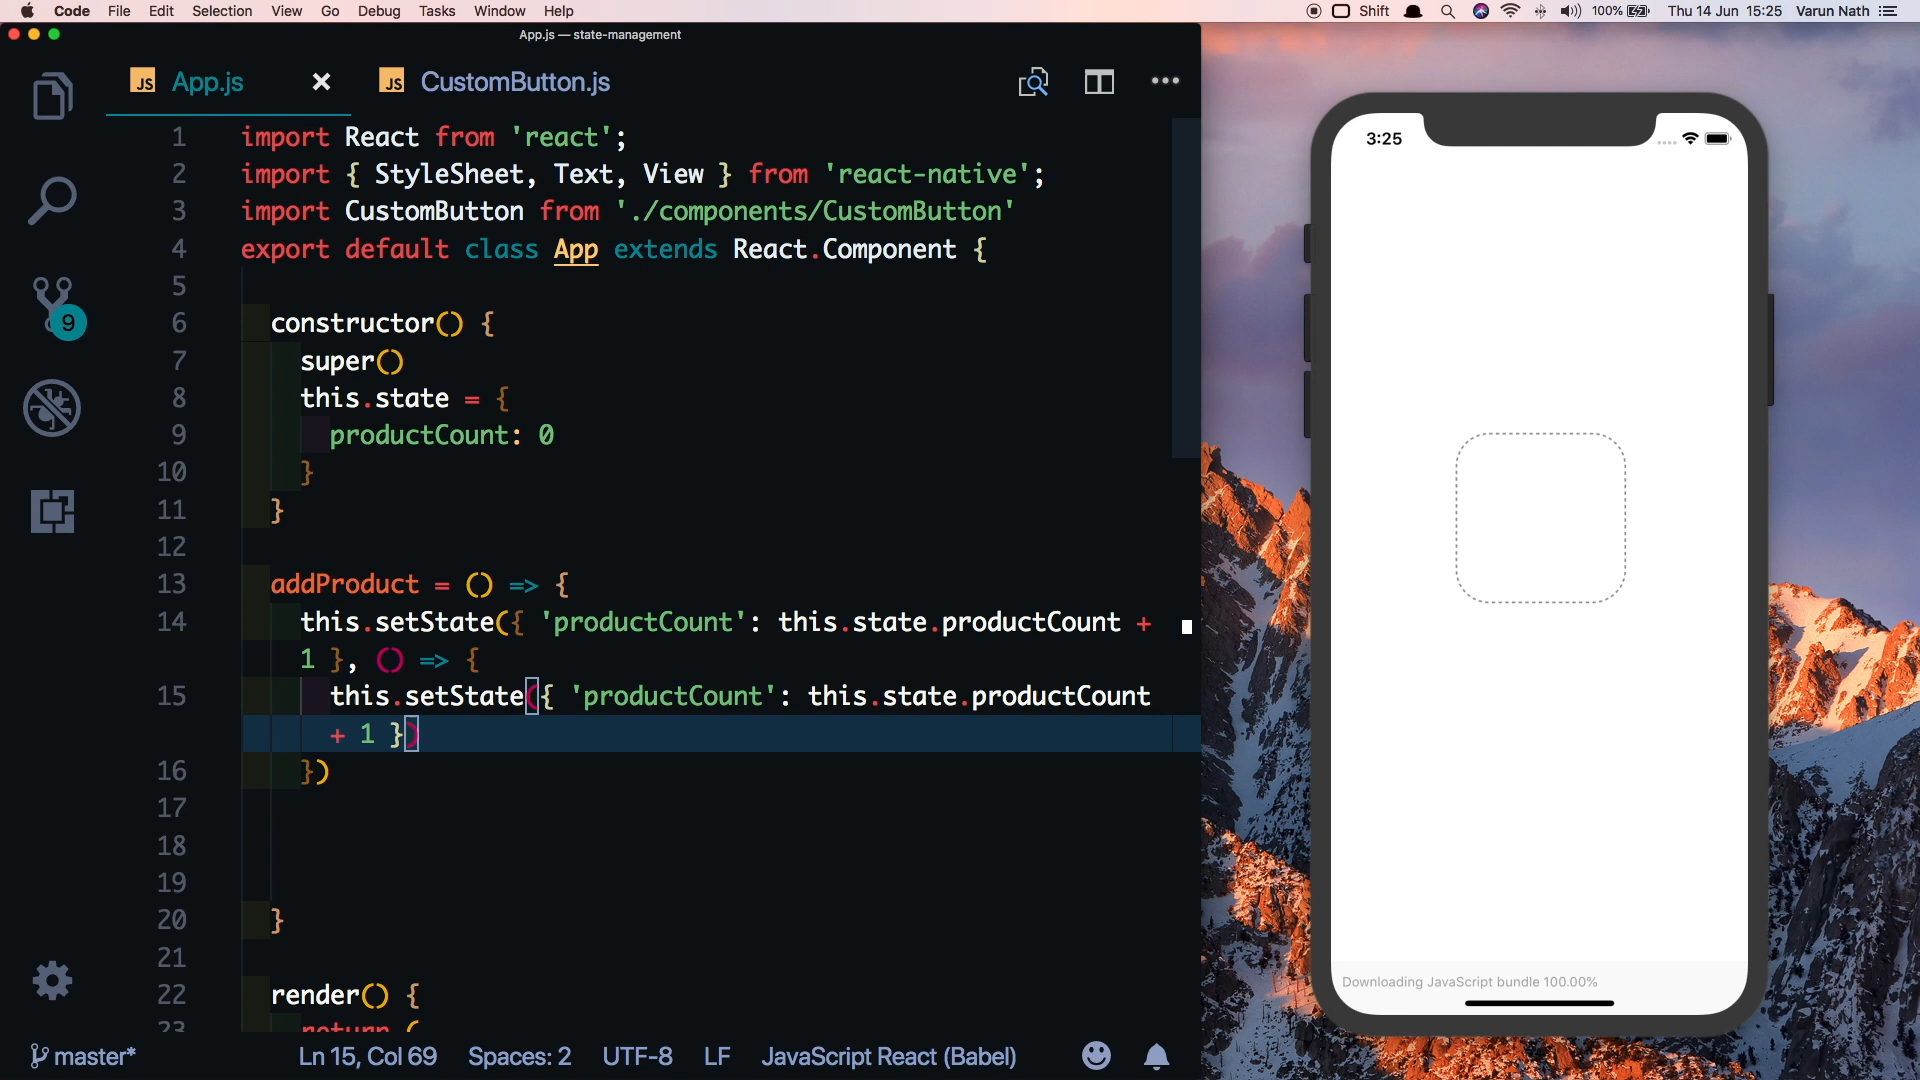 Code File Edit Selection View Go Debug Tasks Window Help Shift 100% Thu 14 Jun 15:25 Varun Nath
App.js — state-management
JS App.js JS CustomButton.js
1 import React from 'react';
2 import { StyleSheet, Text, View } from 'react-native';
3 import CustomButton from './components/CustomButton'
4 export default class App extends React.Component {
5
6 constructor() {
7 super()
8 this.state = {
9 productCount: 0
10 }
11 }
12
13 addProduct = () => {
14 this.setState({ 'productCount': this.state.productCount +
1 }, () => {
15 this.setState({ 'productCount': this.state.productCount
+ 1 })
16 })
17
18
19
20 }
21
22 render() {
23 return (
9
master* Ln 15, Col 69 Spaces: 2 UTF-8 LF JavaScript React (Babel)
3:25
Downloading JavaScript bundle 100.00%